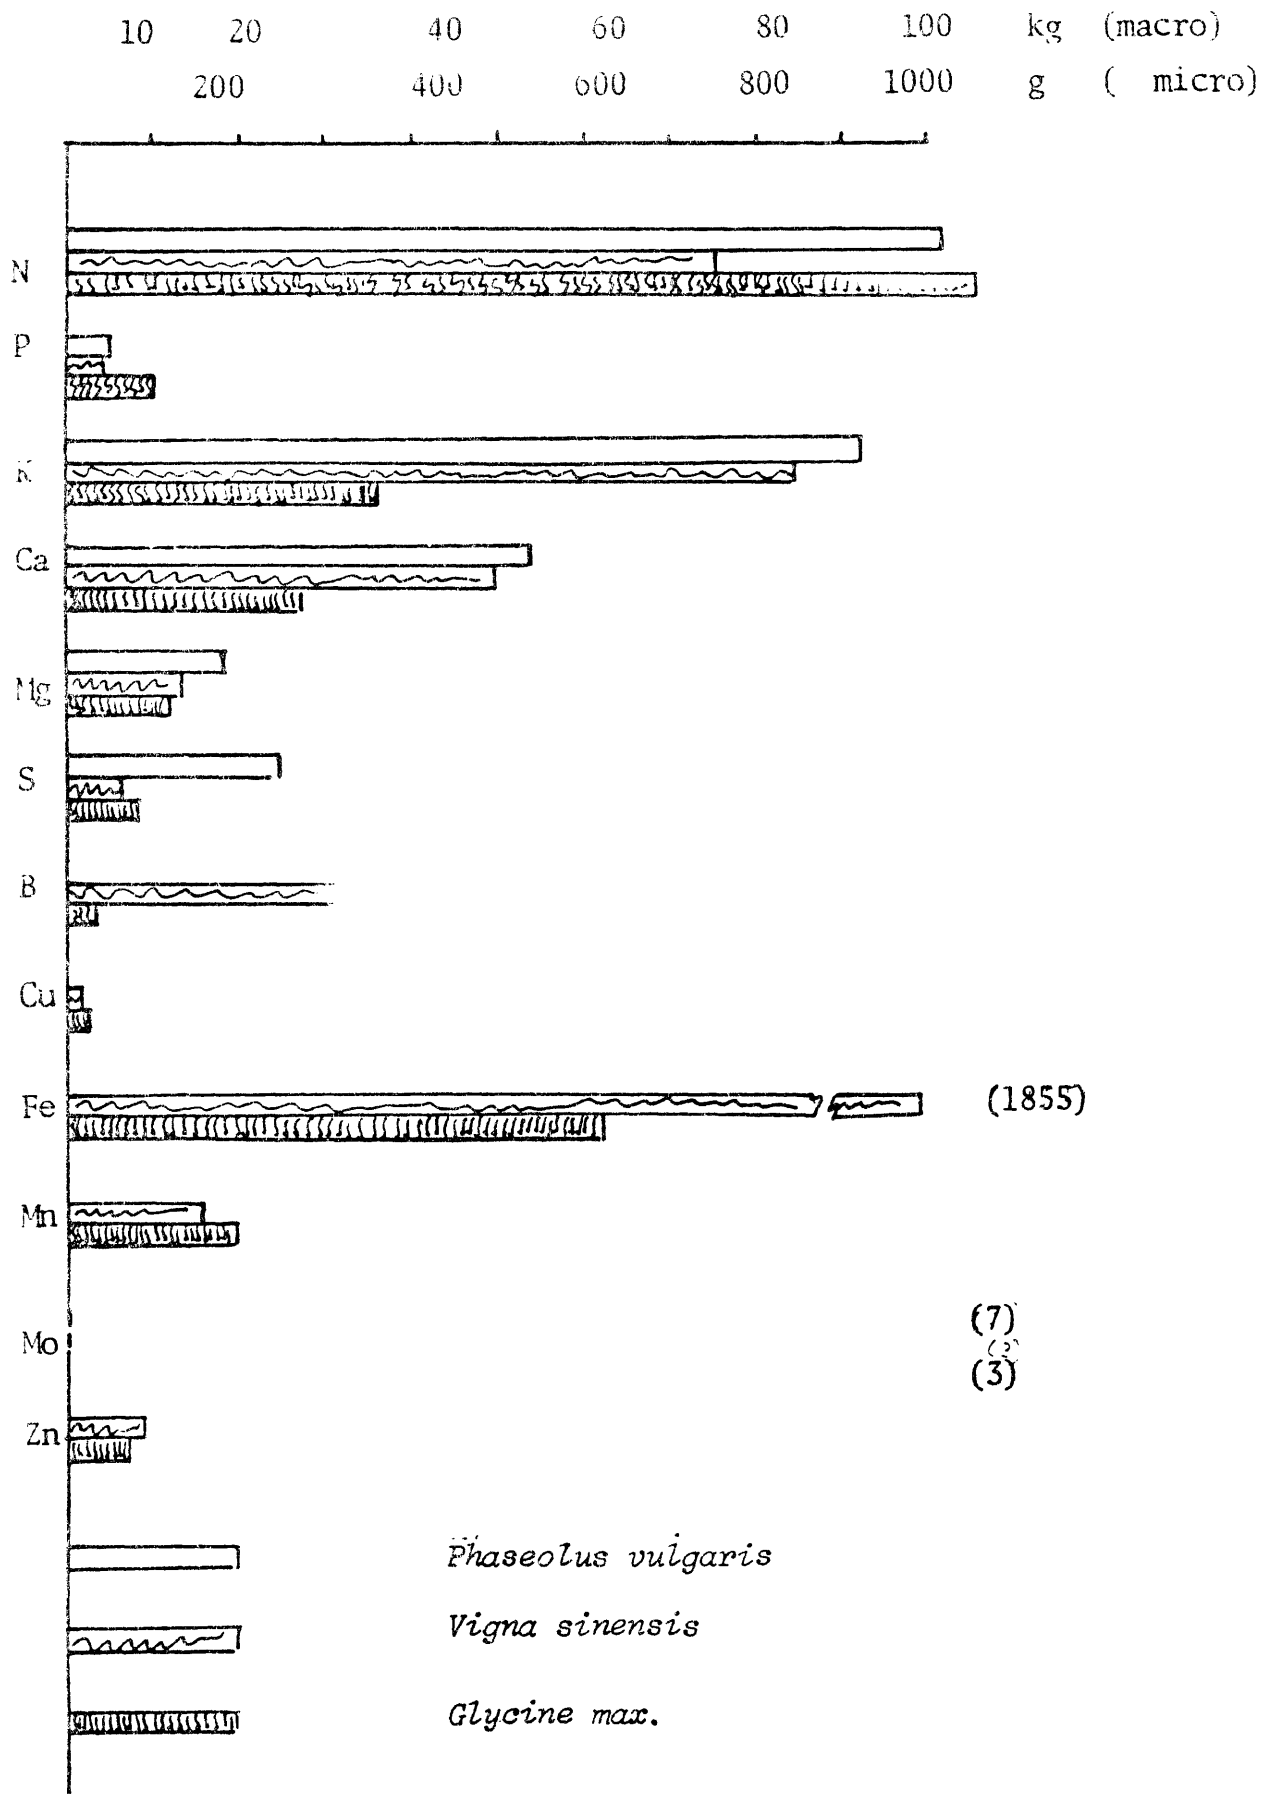 10 20 40 60 80 100 kg (macro)
200 400 600 800 1000 g ( micro)
N
P
K
Ca
Mg
S
B
Cu
Fe (1855)
Mn
(7)
Mo
(3)
Zn
Phaseolus vulgaris
Vigna sinensis
Glycine max.